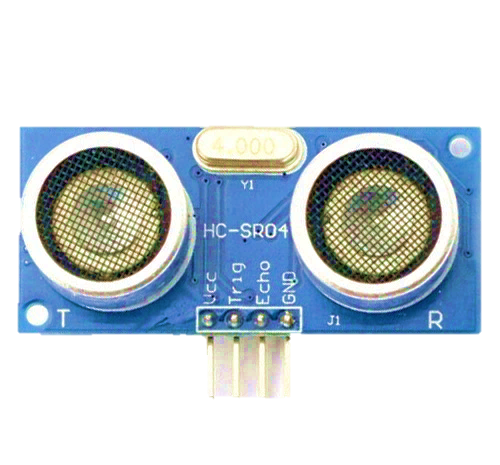 4.000
Y1
HC-SR04
Vcc
Trig
Echo
GND
T
J1
R